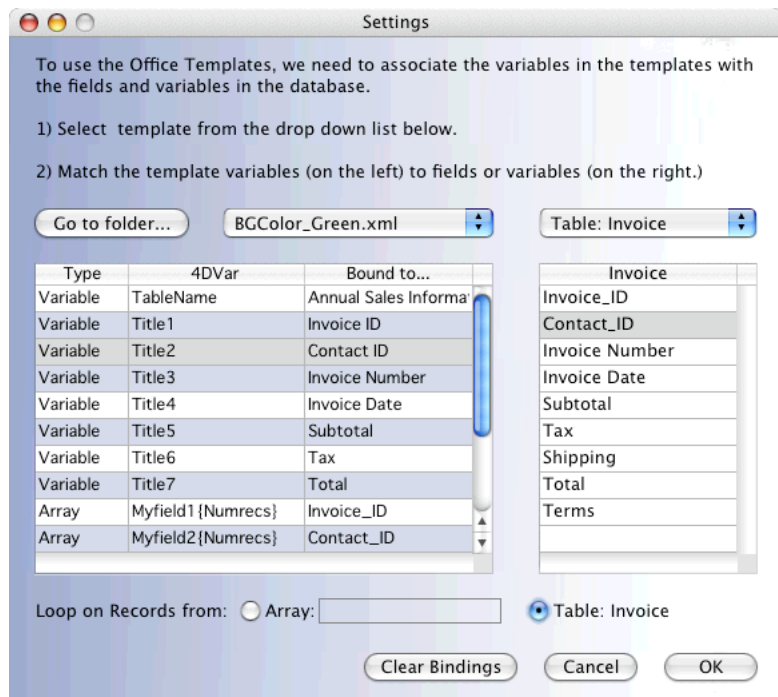 Settings
To use the Office Templates, we need to associate the variables in the templates with
the fields and variables in the database.
1) Select template from the drop down list below.
2) Match the template variables (on the left) to fields or variables (on the right.)
Go to folder... BGColor_Green.xml Table: Invoice
Type 4DVar Bound to... Invoice
Variable TableName Annual Sales Informa Invoice_ID
Variable Title1 Invoice ID Contact_ID
Variable Title2 Contact ID Invoice Number
Variable Title3 Invoice Number Invoice Date
Variable Title4 Invoice Date Subtotal
Variable Title5 Subtotal Tax
Variable Title6 Tax Shipping
Variable Title7 Total Total
Array Myfield1{Numrecs} Invoice_ID Terms
Array Myfield2{Numrecs} Contact_ID
Loop on Records from: Array: Table: Invoice
Clear Bindings Cancel OK